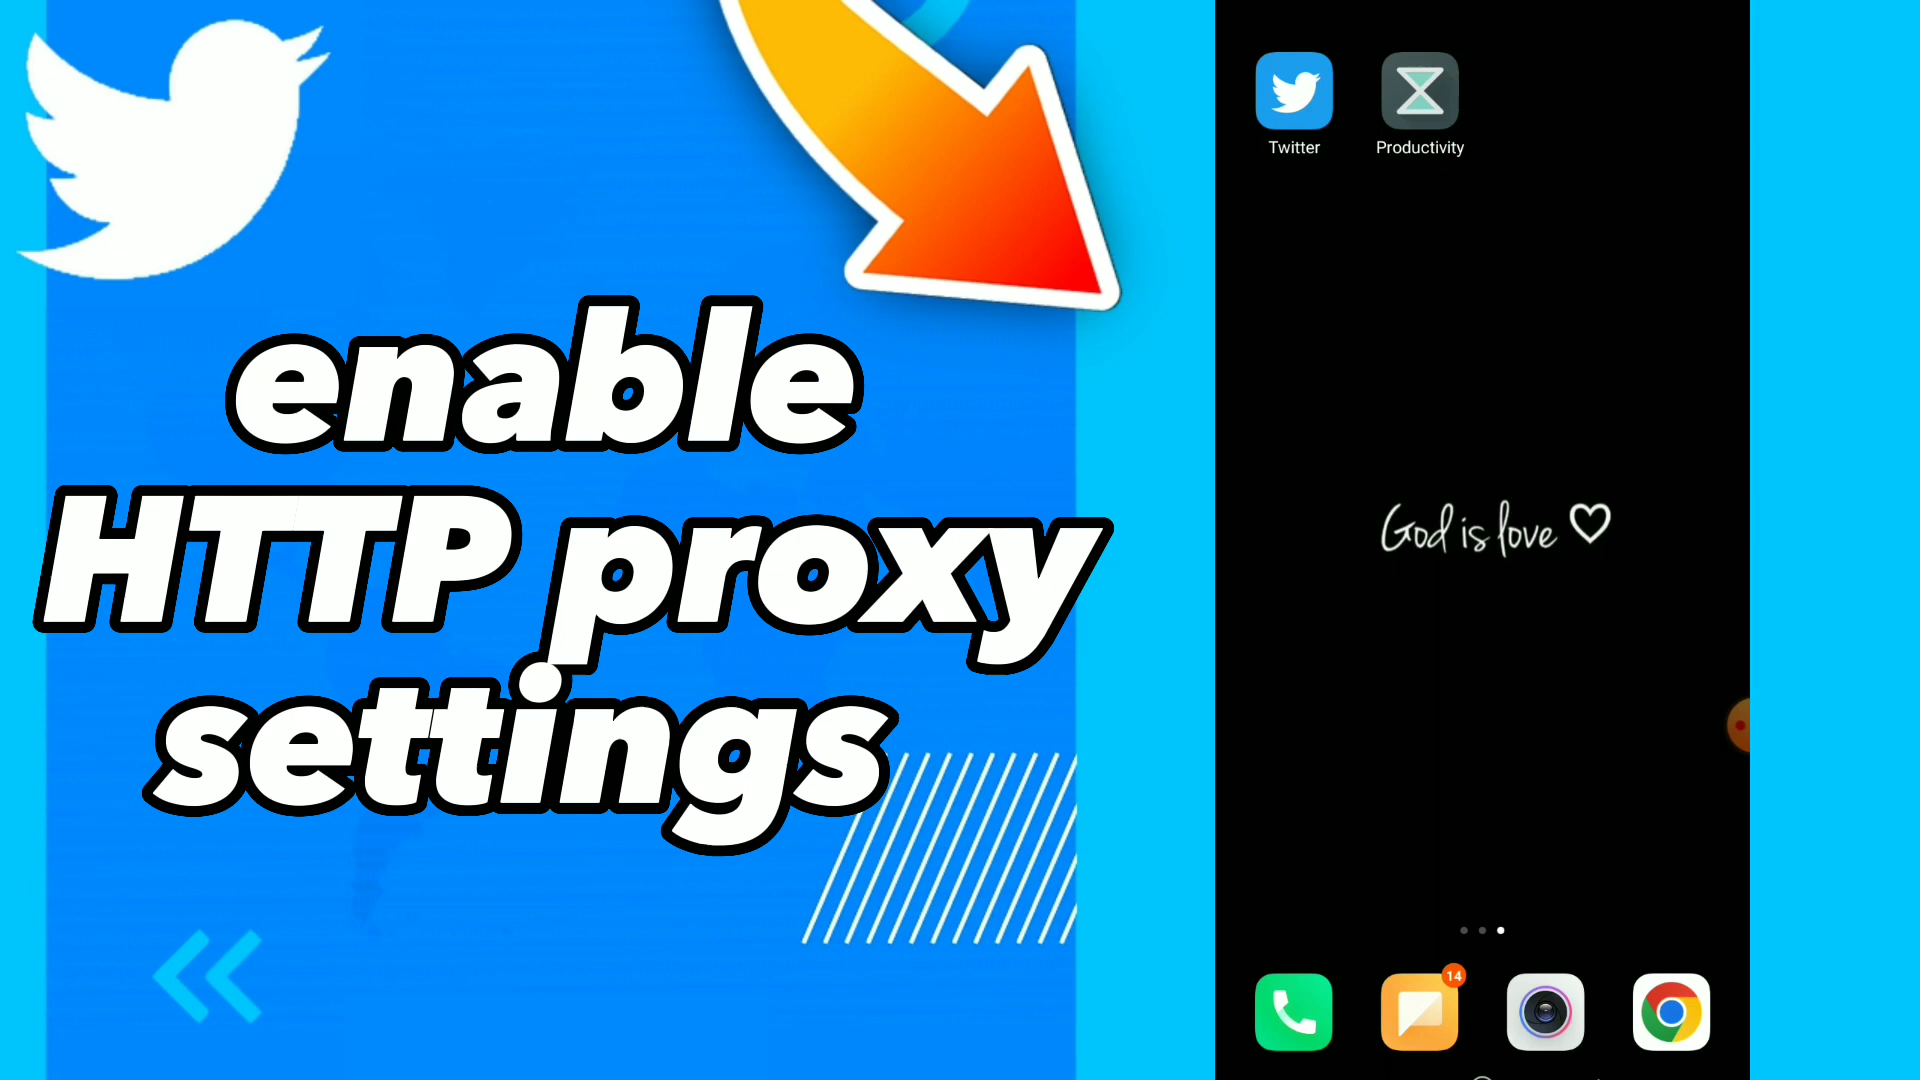 enable
HTTP proxy
settings
Twitter
Productivity
God is love
14